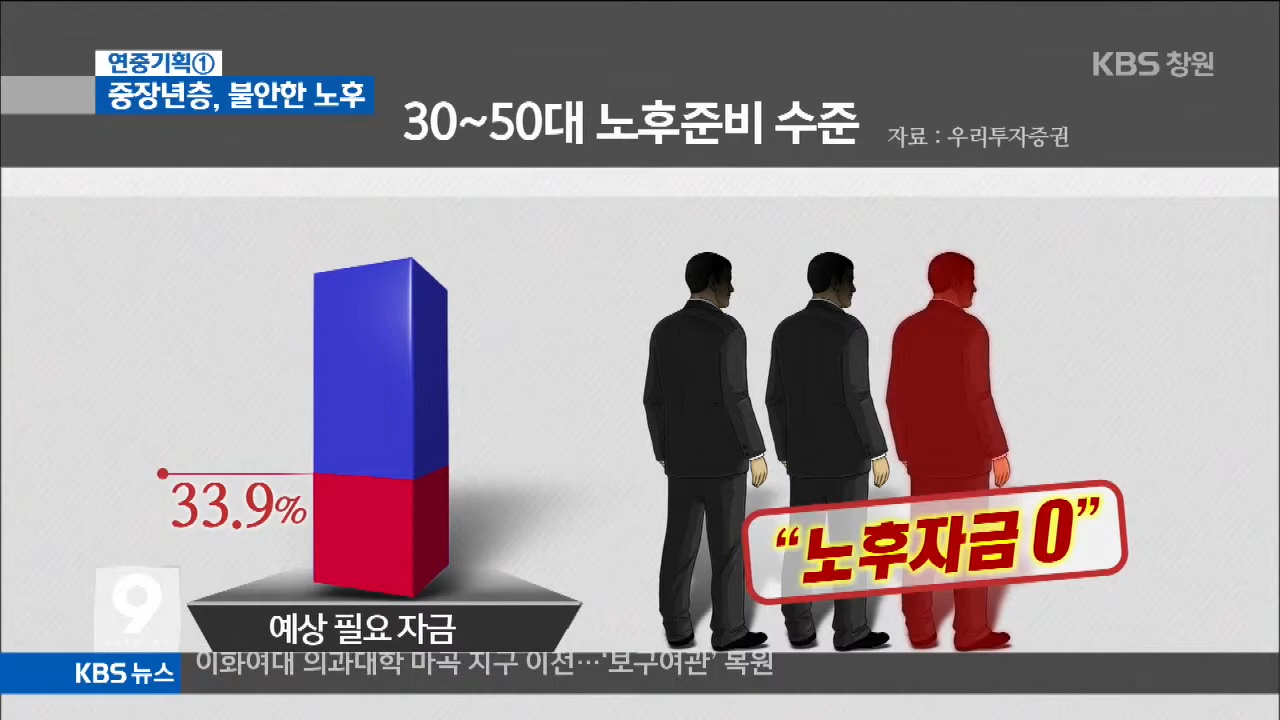 연중기획①
중장년층, 불안한 노후
KBS 창원
30~50대 노후준비 수준
자료 : 우리투자증권
33.9%
“노후자금 0”
예상 필요 자금
9
KBS 뉴스
이화여대 의과대학 마곡 지구 이전…‘보구여관’ 복원